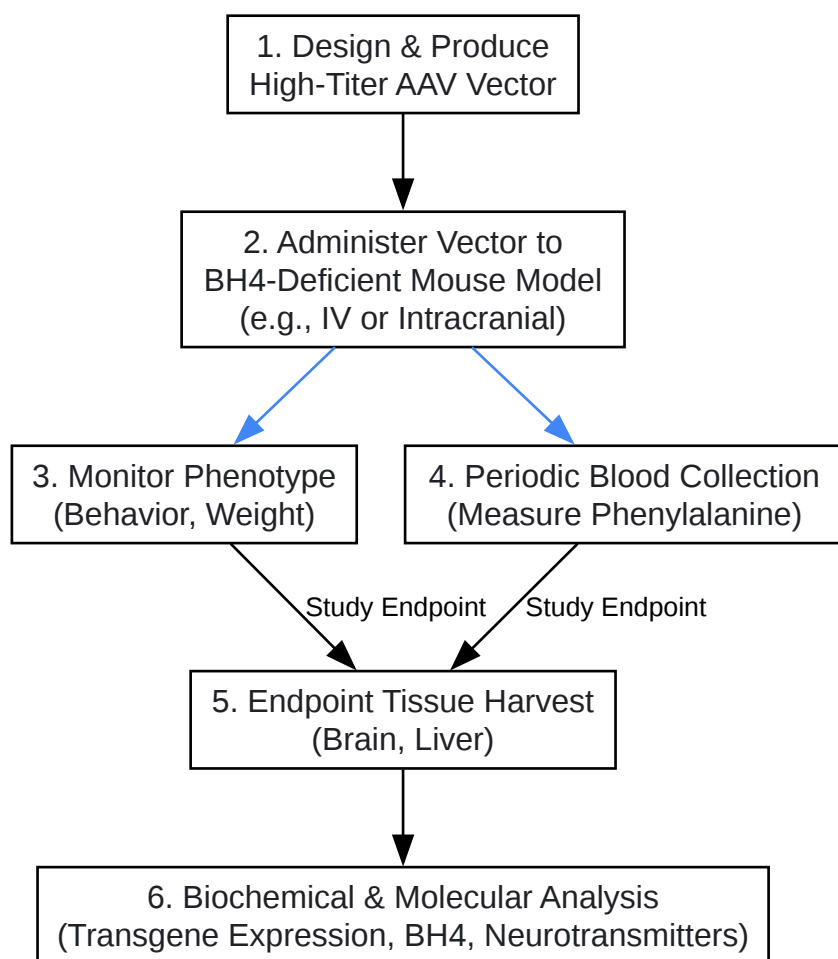 1. Design & Produce
High-Titer AAV Vector
2. Administer Vector to
BH4-Deficient Mouse Model
(e.g., IV or Intracranial)
3. Monitor Phenotype
(Behavior, Weight)
4. Periodic Blood Collection
(Measure Phenylalanine)
Study Endpoint
Study Endpoint
5. Endpoint Tissue Harvest
(Brain, Liver)
6. Biochemical & Molecular Analysis
(Transgene Expression, BH4, Neurotransmitters)